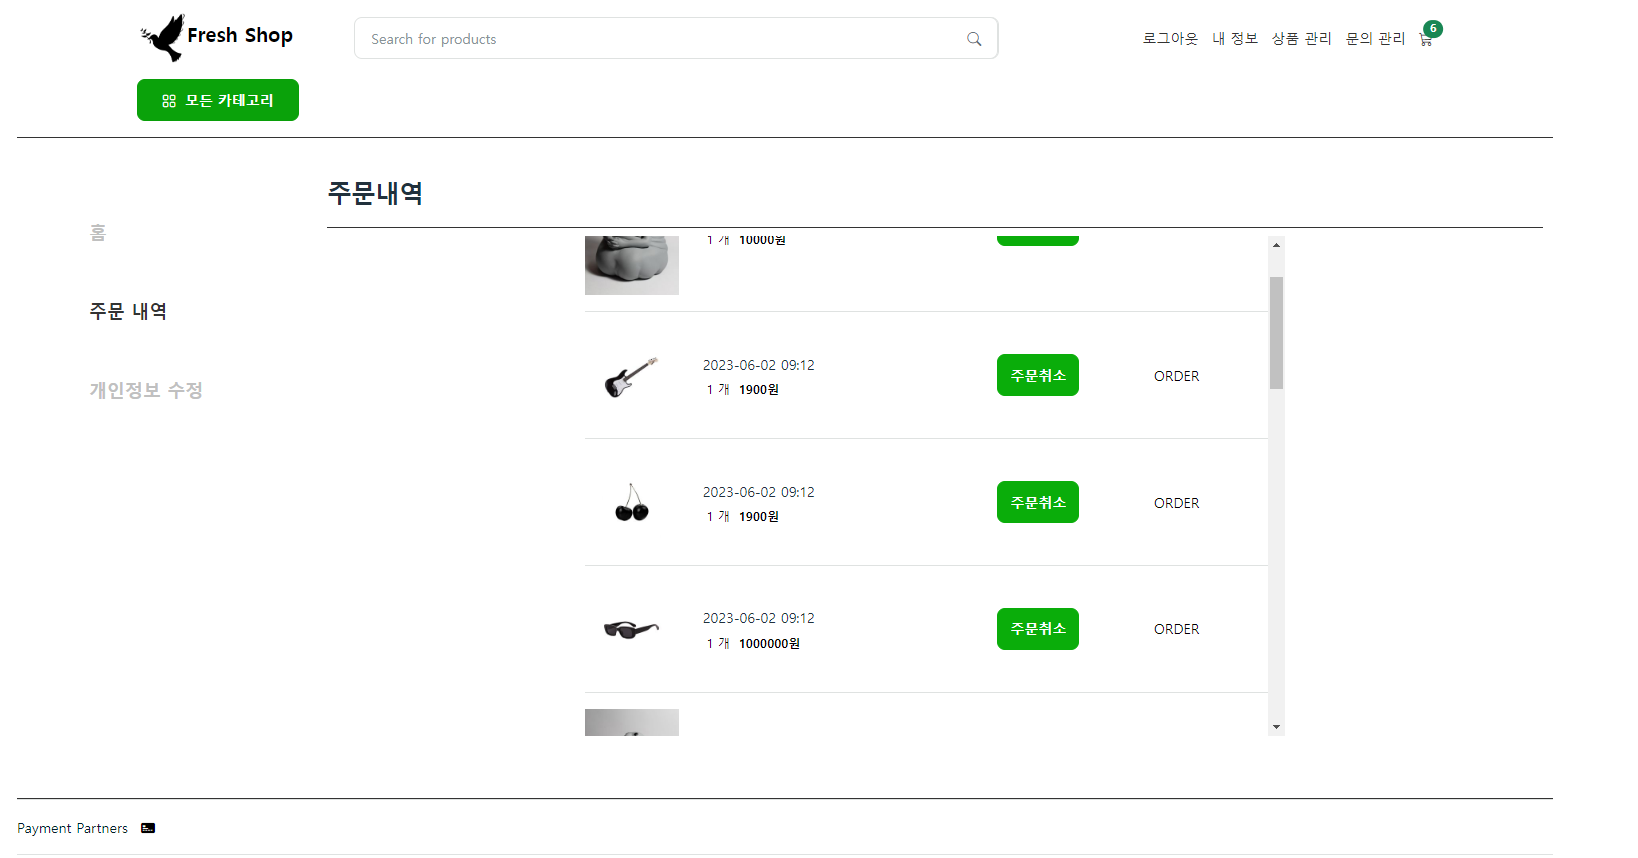 Fresh Shop
Search for products
로그아웃 내 정보 상품 관리 문의 관리 6
모든 카테고리
주문내역
홈
주문 내역
개인정보 수정
1 개 10000원
2023-06-02 09:12
1 개 1900원
주문취소
ORDER
2023-06-02 09:12
1 개 1900원
주문취소
ORDER
2023-06-02 09:12
1 개 1000000원
주문취소
ORDER
Payment Partners